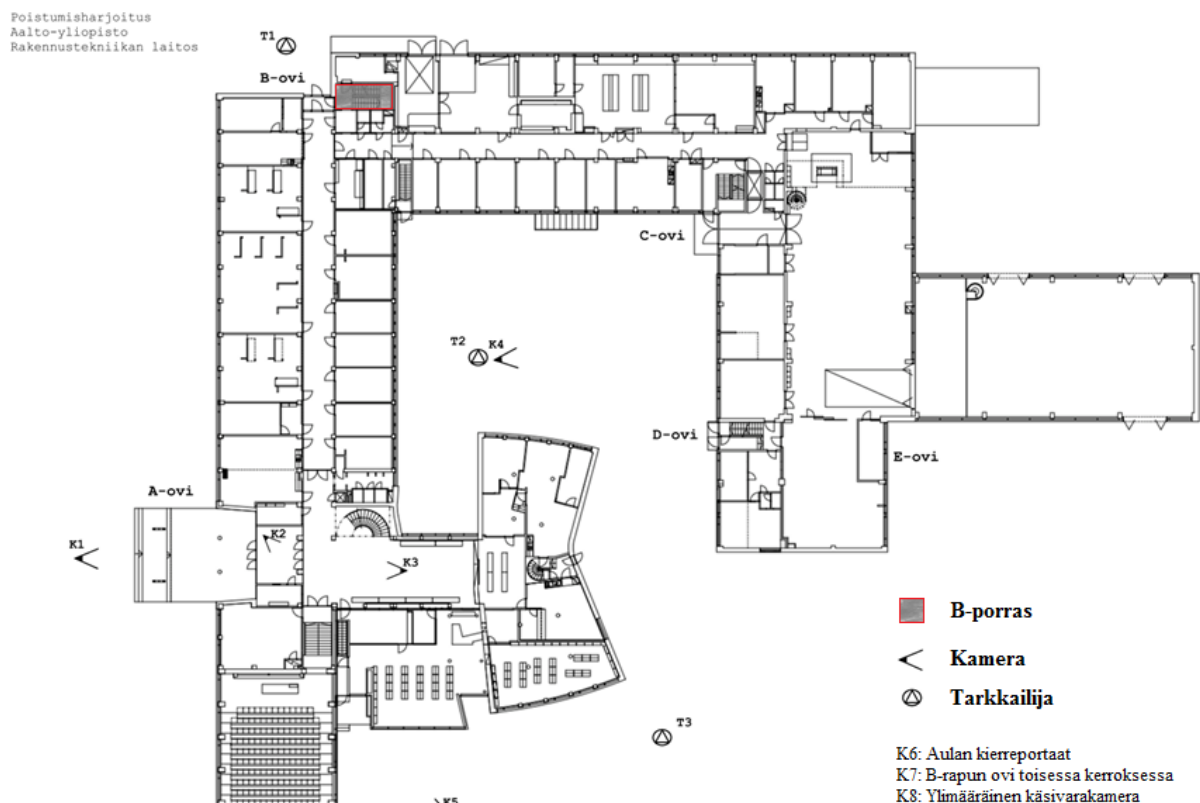 Poistumisharjoitus
Aalto-yliopisto
Rakennustekniikan laitos
T1
B-ovi
C-ovi
T2
K4
D-ovi
E-ovi
A-ovi
K1
K2
K3
B-porras
Kamera
Tarkkailija
T3
K6: Aulan kierreportaat
K7: B-rapun ovi toisessa kerroksessa
K8: Ylimääräinen käsivarakamera
K5